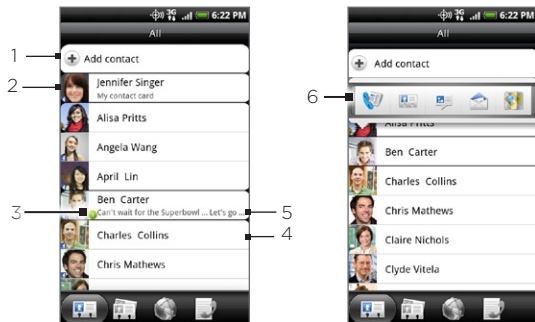 3G 6:22 PM
All
1
Add contact
2
Jennifer Singer
My contact card
Alisa Pritts
Angela Wang
April Lin
Ben Carter
3
Can't wait for the Superbowl ... Let's go ...
5
Charles Collins
4
Chris Mathews
3G 6:22 PM
All
Add contact
6
Alisa Pritts
Ben Carter
Charles Collins
Chris Mathews
Claire Nichols
Clyde Vitela